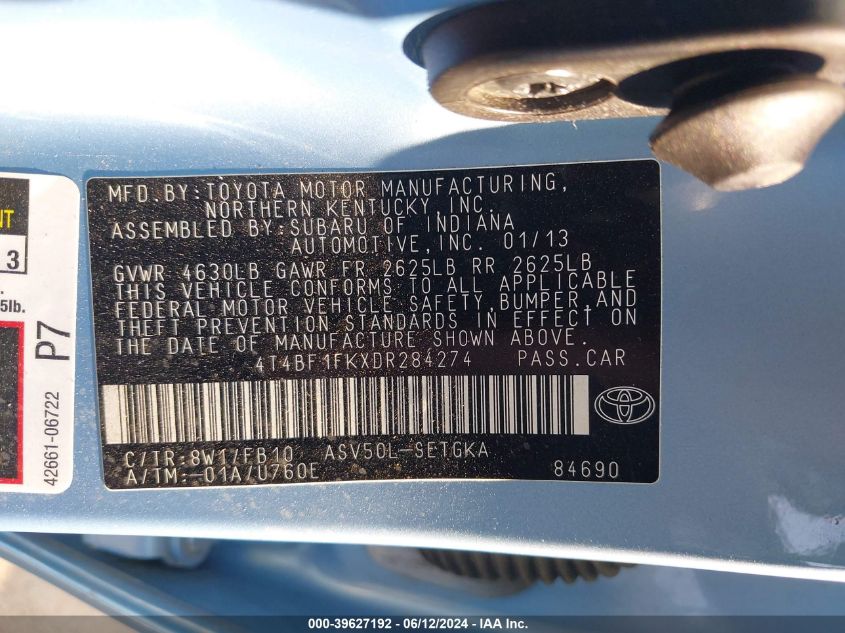 MFD.BY:TOYOTA MOTOR MANUFACTURING,
NORTHERN KENTUCKY, INC.
ASSEMBLED BY:SUBARU OF INDIANA
AUTOMOTIVE,INC. 01/13
GVWR 4630LB GAWR FR 2625LB RR 2625LB
THIS VEHICLE CONFORMS TO ALL APPLICABLE
FEDERAL MOTOR VEHICLE SAFETY,BUMPER,AND
THEFT PREVENTION STANDARDS IN EFFECT ON
THE DATE OF MANUFACTURE SHOWN ABOVE.
4T4BF1FKXDR284274 PASS.CAR
C/TR:8W1/FB10 ASV50L-SETGKA
A/TM:-01A/U760E 84690
NT
3
5lb.
P7
42661-06722
000-39627192 - 06/12/2024 - IAA Inc.